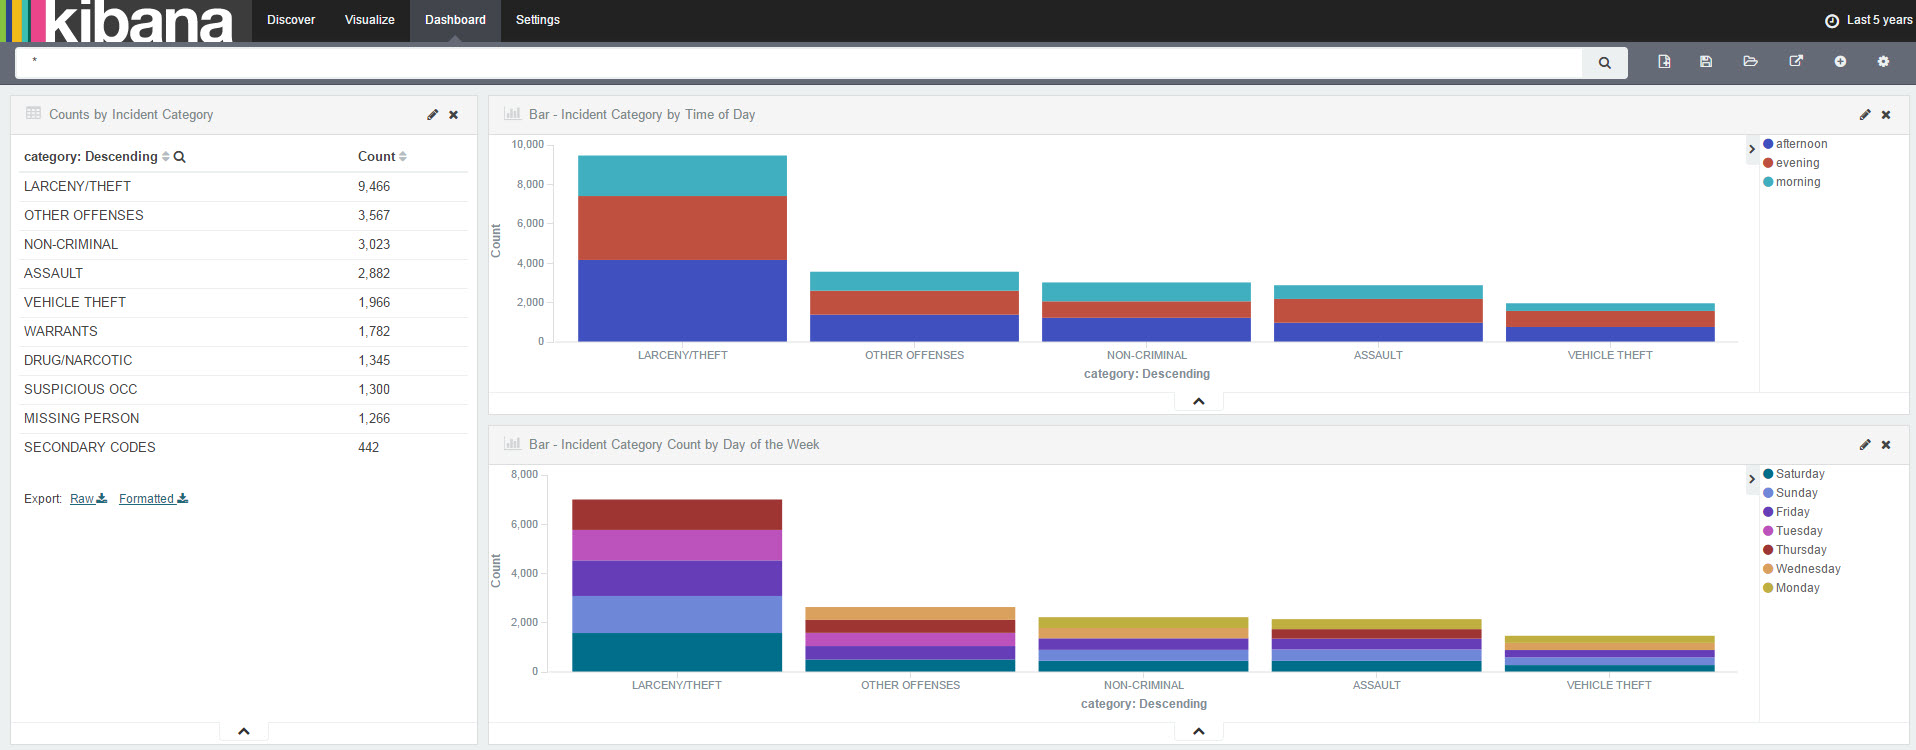 kibana Discover Visualize Dashboard Settings Last 5 years
*
Counts by Incident Category
category: Descending Count
LARCENY/THEFT 9,466
OTHER OFFENSES 3,567
NON-CRIMINAL 3,023
ASSAULT 2,882
VEHICLE THEFT 1,966
WARRANTS 1,782
DRUG/NARCOTIC 1,345
SUSPICIOUS OCC 1,300
MISSING PERSON 1,266
SECONDARY CODES 442
Export: Raw Formatted
Bar - Incident Category by Time of Day
10,000
8,000
6,000
4,000
2,000
0
Count
LARCENY/THEFT OTHER OFFENSES NON-CRIMINAL ASSAULT VEHICLE THEFT
category: Descending
afternoon
evening
morning
Bar - Incident Category Count by Day of the Week
8,000
6,000
4,000
2,000
0
Count
LARCENY/THEFT OTHER OFFENSES NON-CRIMINAL ASSAULT VEHICLE THEFT
category: Descending
Saturday
Sunday
Friday
Tuesday
Thursday
Wednesday
Monday